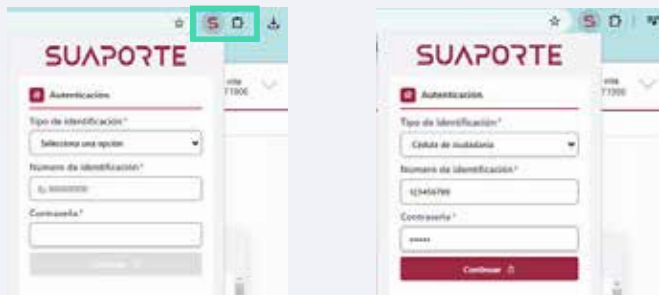 SUAPORTE
Autenticación
Tipo de identificación *
Selecciona una opción
Número de identificación *
Contraseña *
SUAPORTE
Autenticación
Tipo de identificación *
Cédula de ciudadanía
Número de identificación *
123456789
Contraseña *
•••••
Continuar